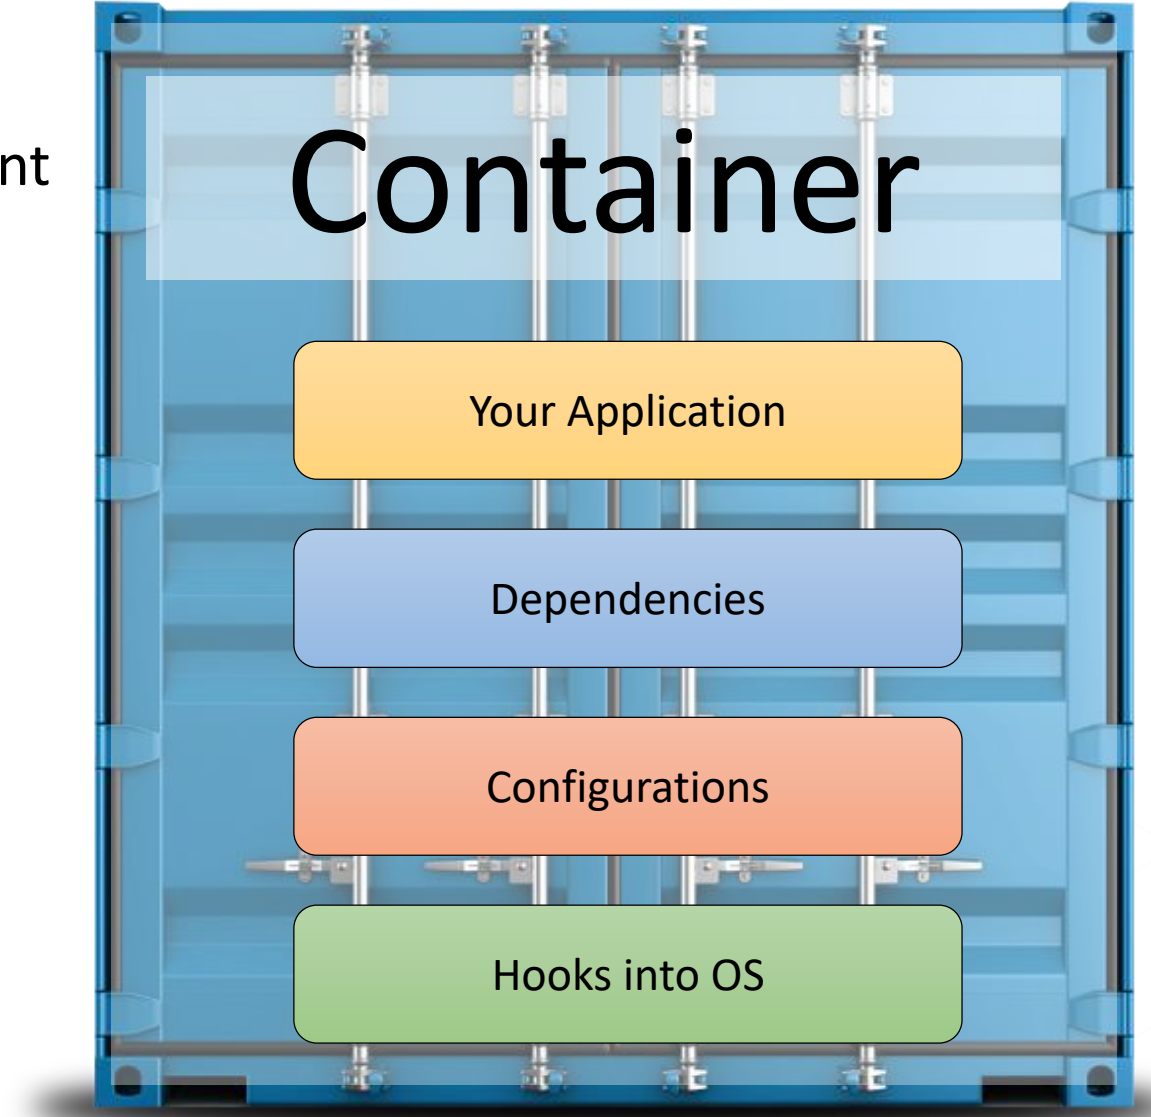 nt
Container
Your Application
Dependencies
Configurations
Hooks into OS